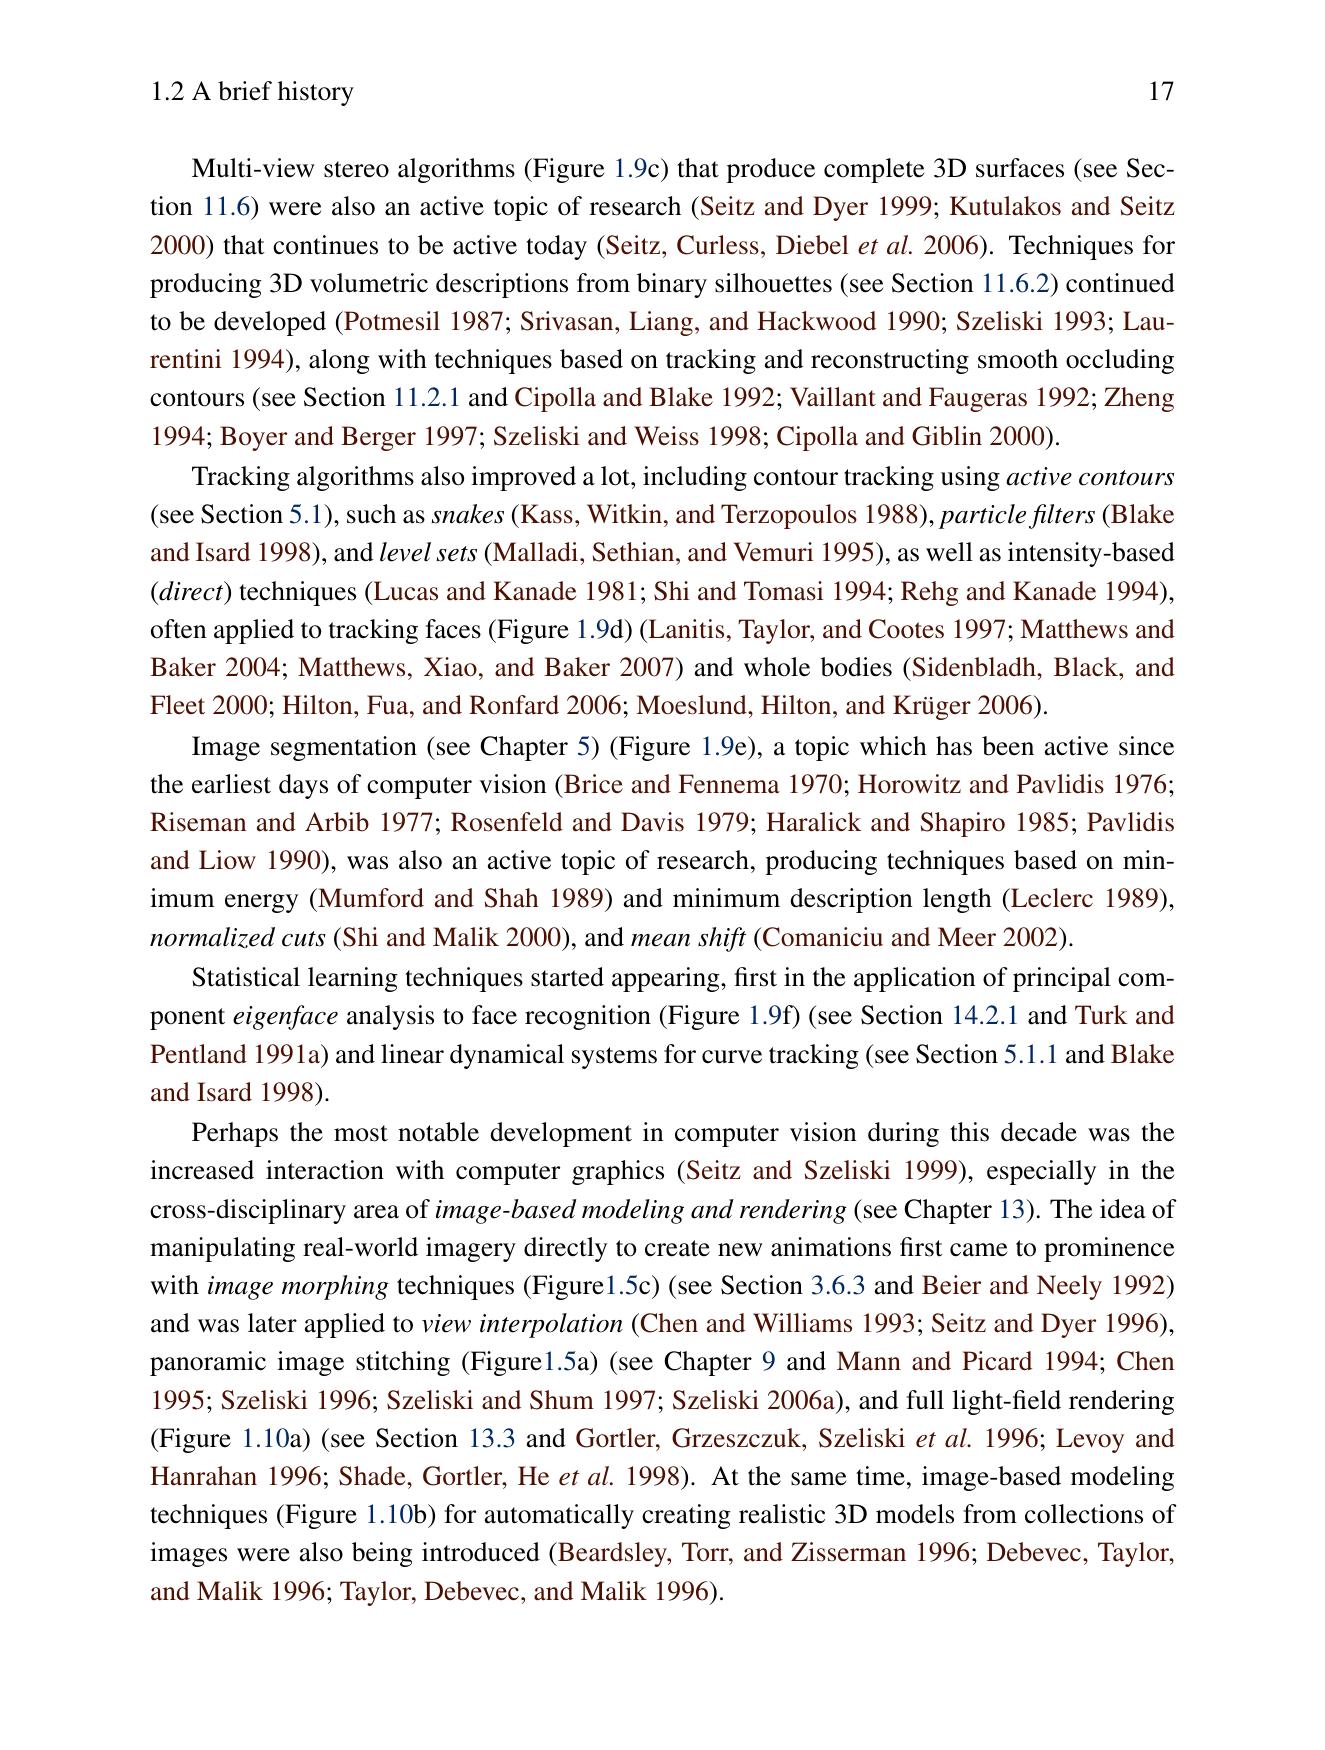 1.2 A brief history 17
Multi-view stereo algorithms (Figure 1.9c) that produce complete 3D surfaces (see Sec-
tion 11.6) were also an active topic of research (Seitz and Dyer 1999; Kutulakos and Seitz
2000) that continues to be active today (Seitz, Curless, Diebel et al. 2006). Techniques for
producing 3D volumetric descriptions from binary silhouettes (see Section 11.6.2) continued
to be developed (Potmesil 1987; Srivasan, Liang, and Hackwood 1990; Szeliski 1993; Lau-
rentini 1994), along with techniques based on tracking and reconstructing smooth occluding
contours (see Section 11.2.1 and Cipolla and Blake 1992; Vaillant and Faugeras 1992; Zheng
1994; Boyer and Berger 1997; Szeliski and Weiss 1998; Cipolla and Giblin 2000).
Tracking algorithms also improved a lot, including contour tracking using active contours
(see Section 5.1), such as snakes (Kass, Witkin, and Terzopoulos 1988), particle filters (Blake
and Isard 1998), and level sets (Malladi, Sethian, and Vemuri 1995), as well as intensity-based
(direct) techniques (Lucas and Kanade 1981; Shi and Tomasi 1994; Rehg and Kanade 1994),
often applied to tracking faces (Figure 1.9d) (Lanitis, Taylor, and Cootes 1997; Matthews and
Baker 2004; Matthews, Xiao, and Baker 2007) and whole bodies (Sidenbladh, Black, and
Fleet 2000; Hilton, Fua, and Ronfard 2006; Moeslund, Hilton, and Krüger 2006).
Image segmentation (see Chapter 5) (Figure 1.9e), a topic which has been active since
the earliest days of computer vision (Brice and Fennema 1970; Horowitz and Pavlidis 1976;
Riseman and Arbib 1977; Rosenfeld and Davis 1979; Haralick and Shapiro 1985; Pavlidis
and Liow 1990), was also an active topic of research, producing techniques based on min-
imum energy (Mumford and Shah 1989) and minimum description length (Leclerc 1989),
normalized cuts (Shi and Malik 2000), and mean shift (Comaniciu and Meer 2002).
Statistical learning techniques started appearing, first in the application of principal com-
ponent eigenface analysis to face recognition (Figure 1.9f) (see Section 14.2.1 and Turk and
Pentland 1991a) and linear dynamical systems for curve tracking (see Section 5.1.1 and Blake
and Isard 1998).
Perhaps the most notable development in computer vision during this decade was the
increased interaction with computer graphics (Seitz and Szeliski 1999), especially in the
cross-disciplinary area of image-based modeling and rendering (see Chapter 13). The idea of
manipulating real-world imagery directly to create new animations first came to prominence
with image morphing techniques (Figure1.5c) (see Section 3.6.3 and Beier and Neely 1992)
and was later applied to view interpolation (Chen and Williams 1993; Seitz and Dyer 1996),
panoramic image stitching (Figure1.5a) (see Chapter 9 and Mann and Picard 1994; Chen
1995; Szeliski 1996; Szeliski and Shum 1997; Szeliski 2006a), and full light-field rendering
(Figure 1.10a) (see Section 13.3 and Gortler, Grzeszczuk, Szeliski et al. 1996; Levoy and
Hanrahan 1996; Shade, Gortler, He et al. 1998). At the same time, image-based modeling
techniques (Figure 1.10b) for automatically creating realistic 3D models from collections of
images were also being introduced (Beardsley, Torr, and Zisserman 1996; Debevec, Taylor,
and Malik 1996; Taylor, Debevec, and Malik 1996).